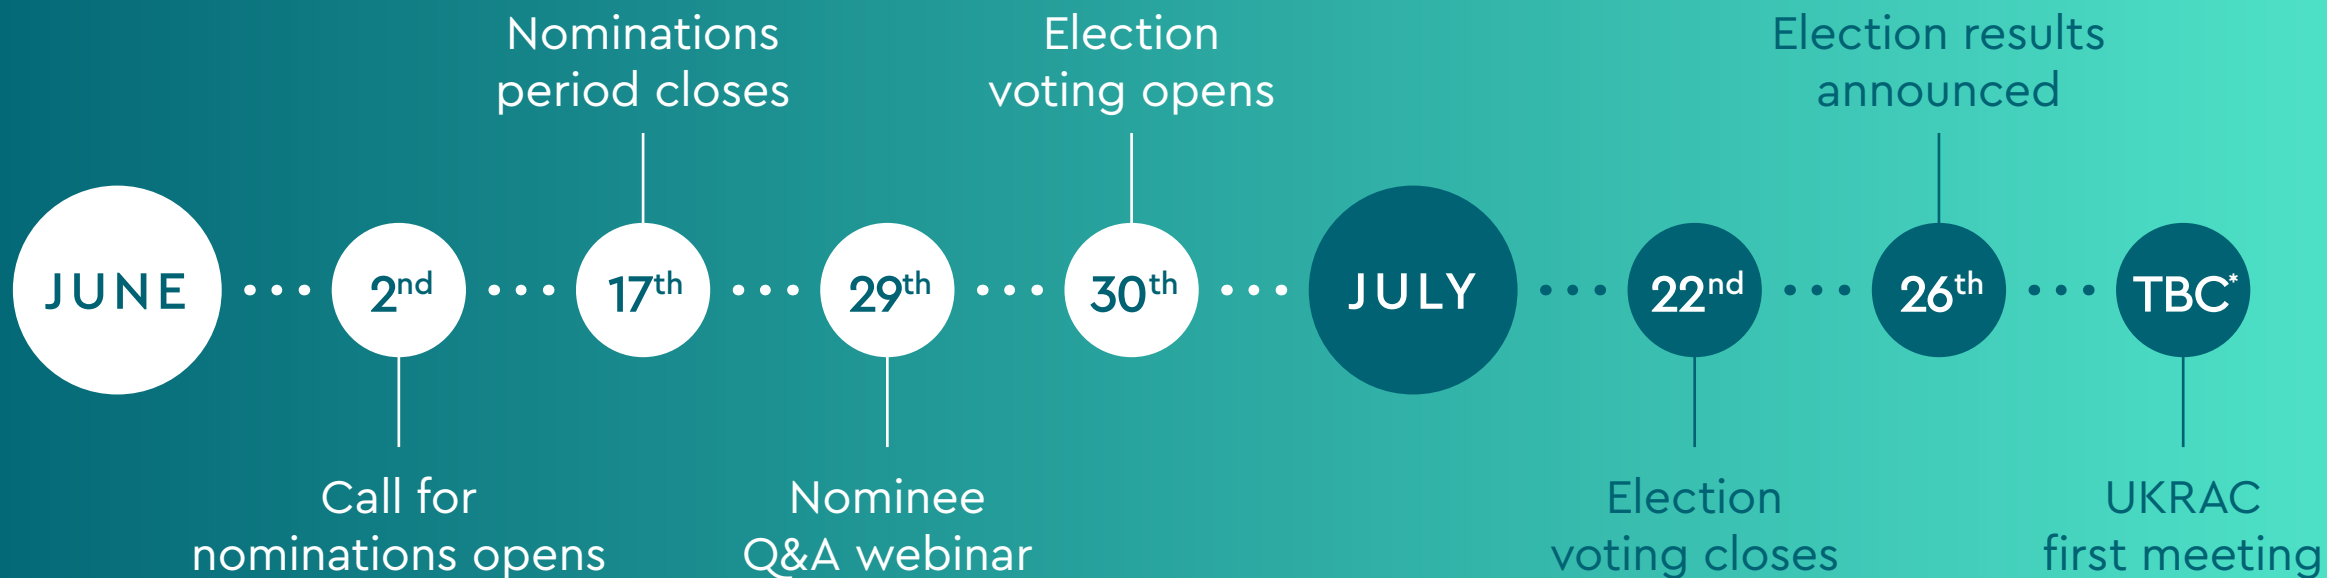 Nominations
period closes
Election
voting opens
Election results
announced
JUNE
2nd
17th
29th
30th
JULY
22nd
26th
TBC*
Call for
nominations opens
Nominee
Q&A webinar
Election
voting closes
UKRAC
first meeting